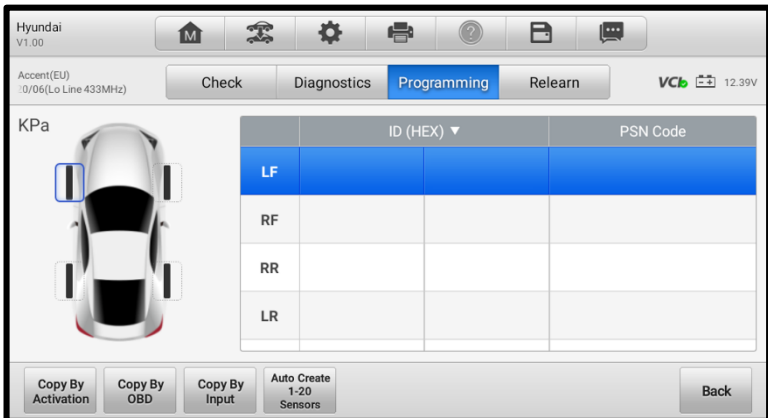 Hyundai
V1.00
M
?
Accent(EU)
0/06(Lo Line 433MHz)
Check
Diagnostics
Programming
Relearn
VCI
12.39V
KPa
ID (HEX) ▼
PSN Code
LF
RF
RR
LR
Copy By
Activation
Copy By
OBD
Copy By
Input
Auto Create
1-20
Sensors
Back